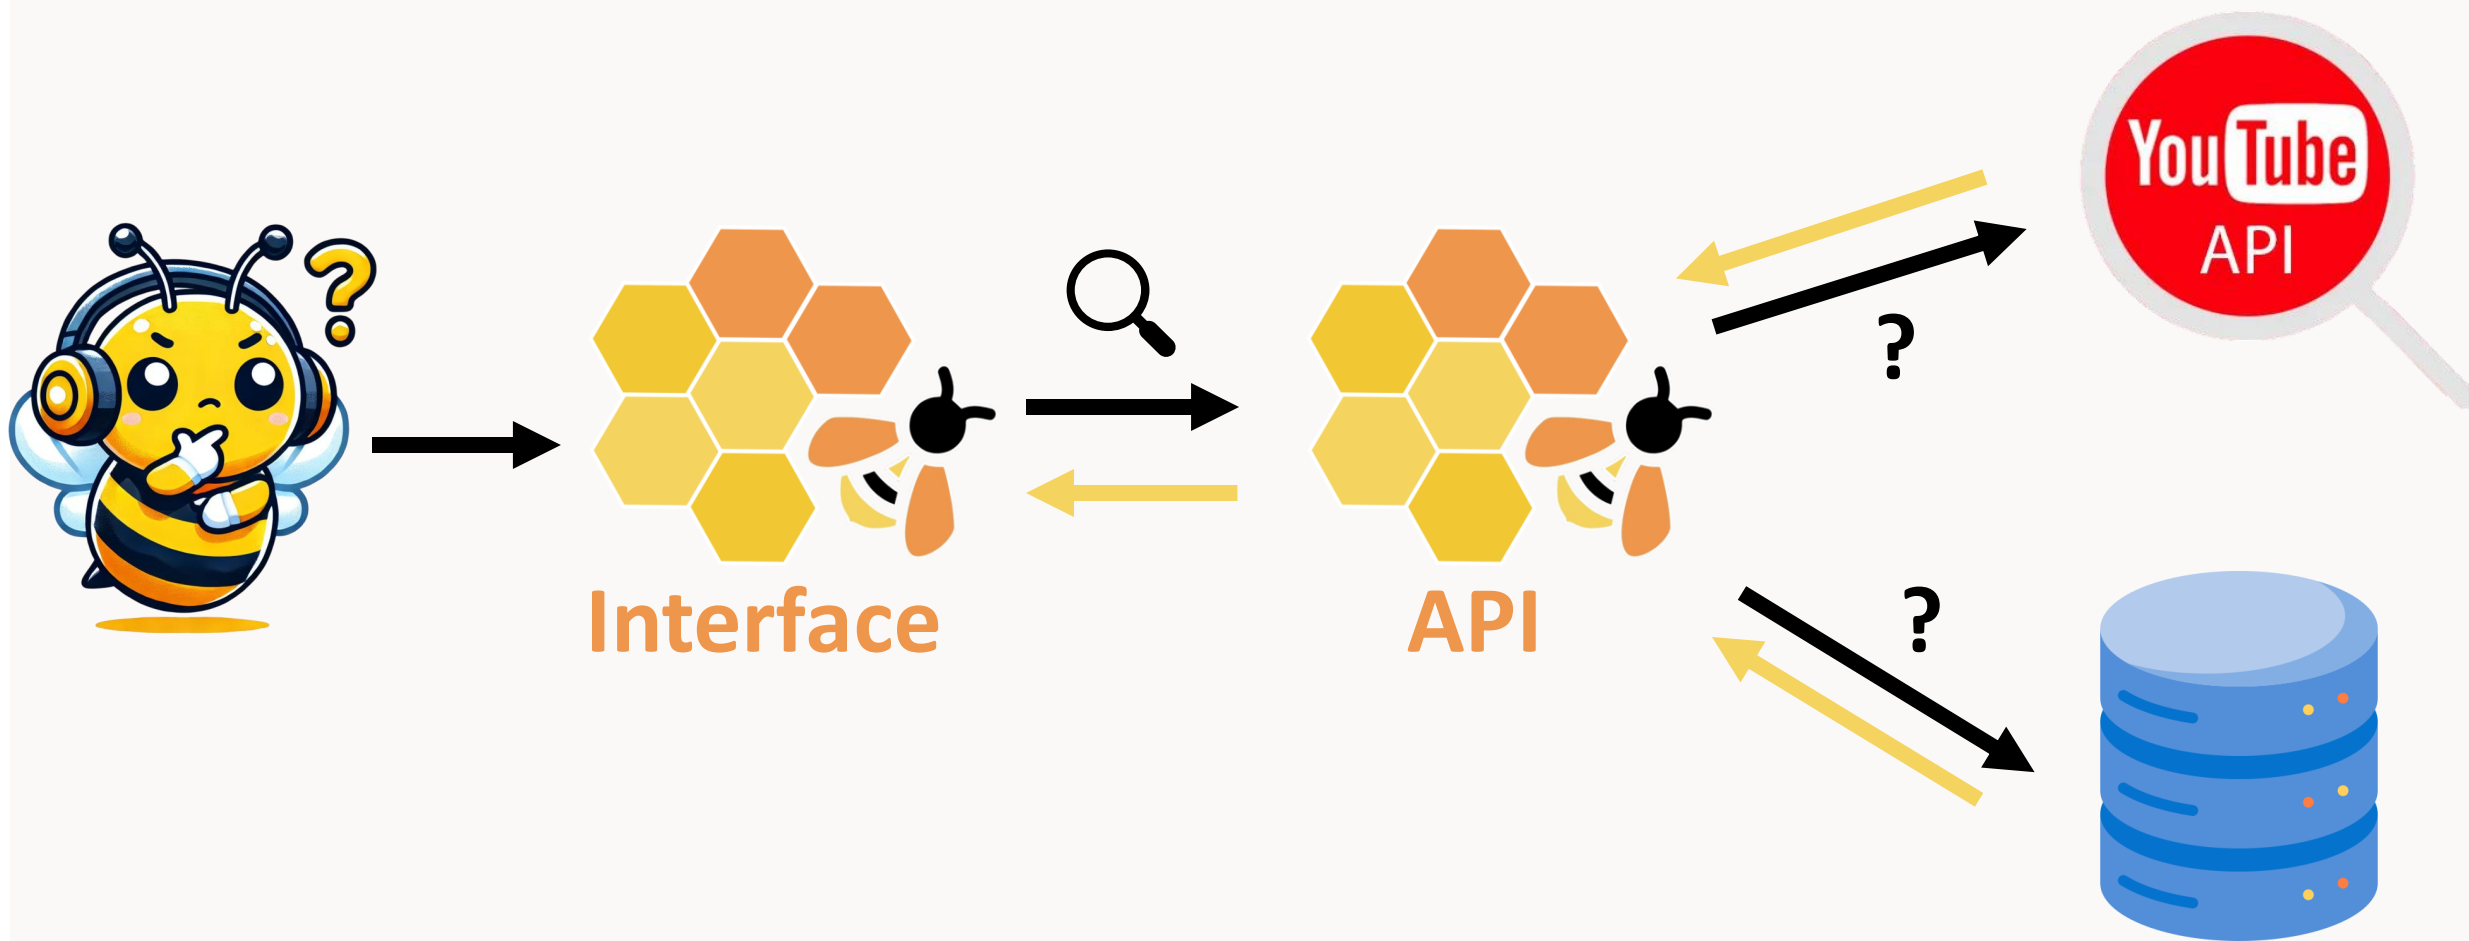 ?
YouTube
API
?
Interface
API
?